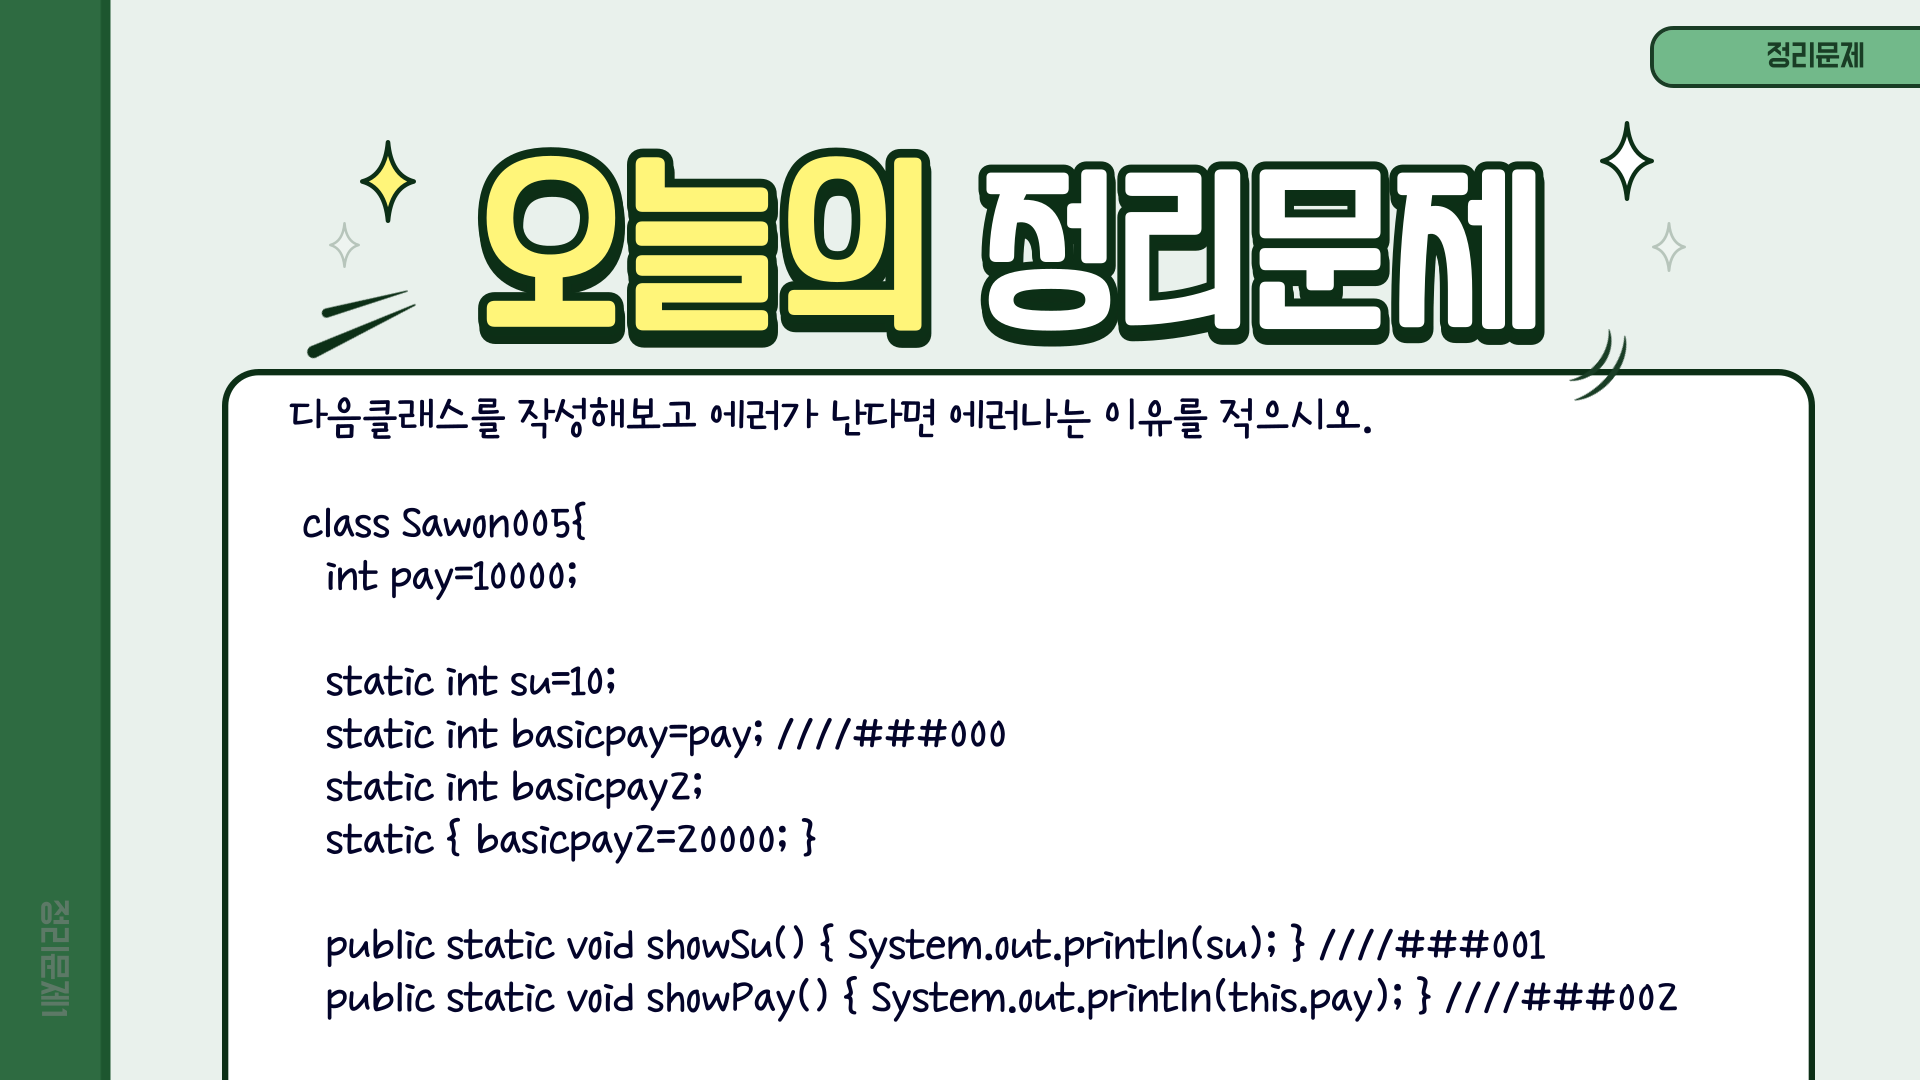 정리문제
오늘의 정리문제
다음클래스를 작성해보고 에러가 난다면 에러나는 이유를 적으시오.
class Sawon005{
int pay=10000;
static int su=10;
static int basicpay=pay; ////###000
static int basicpay2;
static { basicpay2=20000; }
public static void showSu() { System.out.println(su); } ////###001
public static void showPay() { System.out.println(this.pay); } ////###002
정리문제1